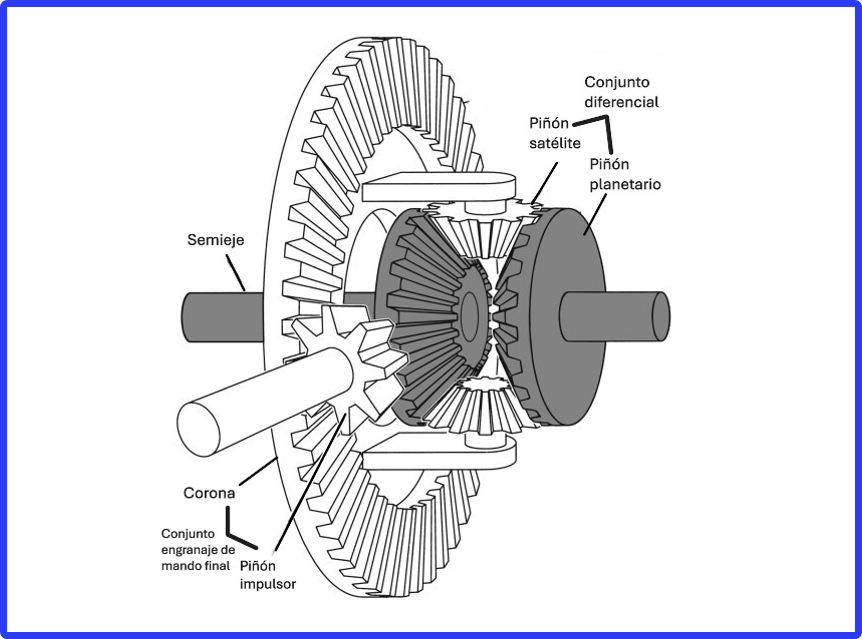 Conjunto
diferencial
Piñón
satélite
Piñón
planetario
Semieje
Corona
Conjunto
engranaje de
mando final
Piñón
impulsor